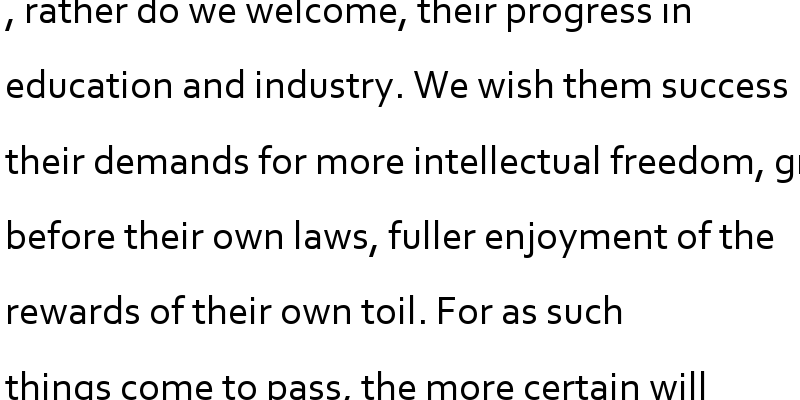 , rather do we welcome, their progress in
education and industry. We wish them success
their demands for more intellectual freedom,
before their own laws, fuller enjoyment of the
rewards of their own toil. For as such
things come to pass, the more certain will